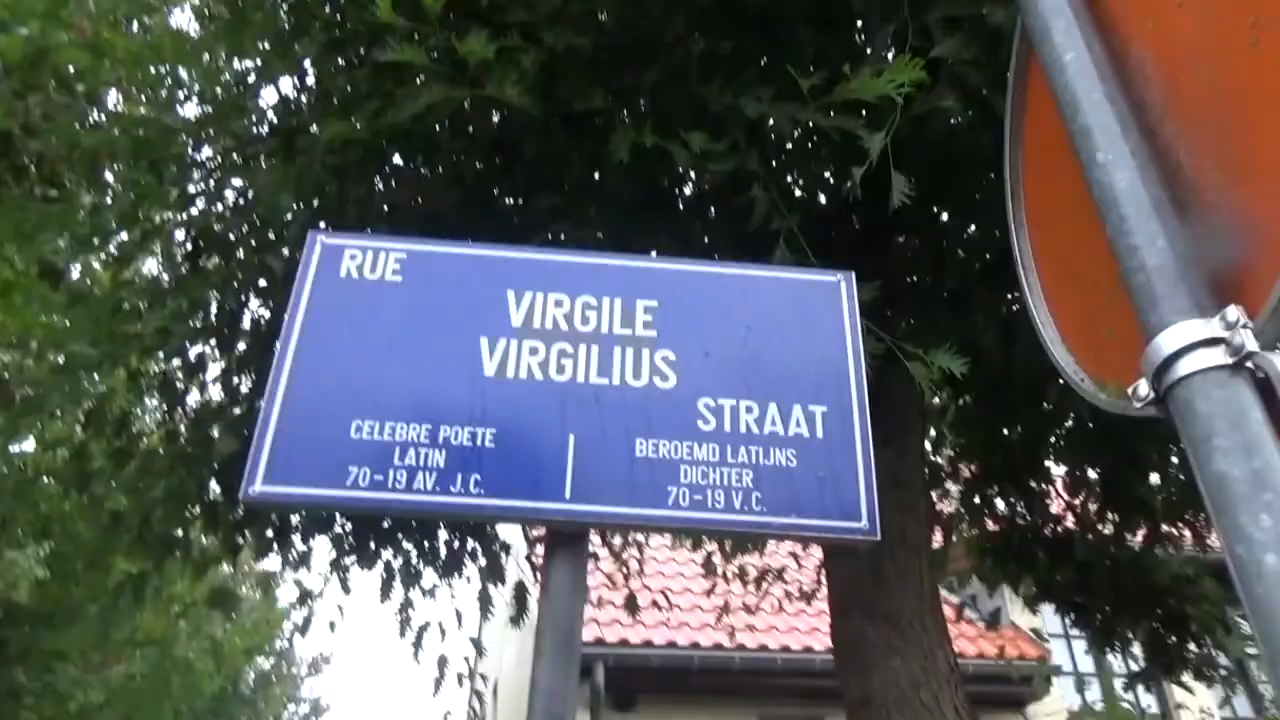 RUE
VIRGILE
VIRGILIUS
STRAAT
CELEBRE POETE
LATIN
70-19 AV. J.C.
BEROEMD LATIJNS
DICHTER
70-19 V.C.